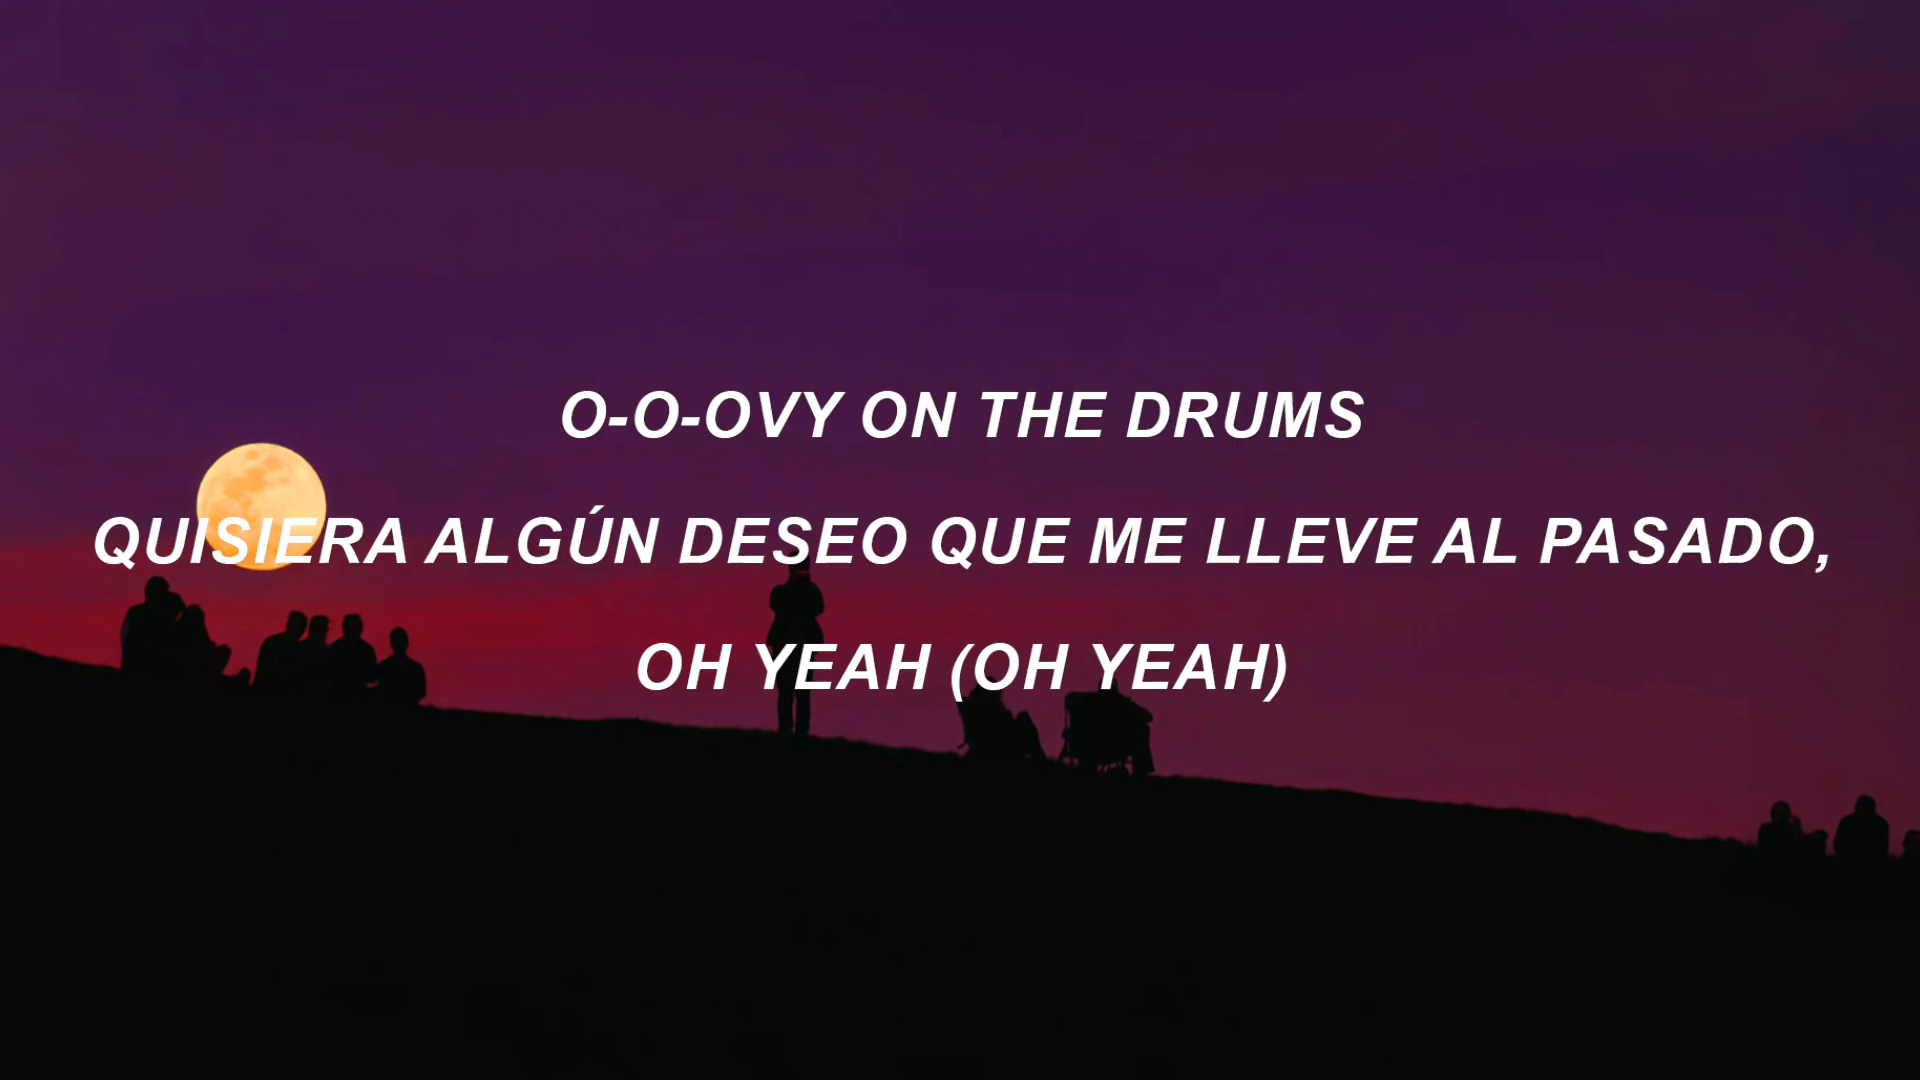 O-O-OVY ON THE DRUMS
QUISIERA ALGÚN DESEO QUE ME LLEVE AL PASADO,
OH YEAH (OH YEAH)